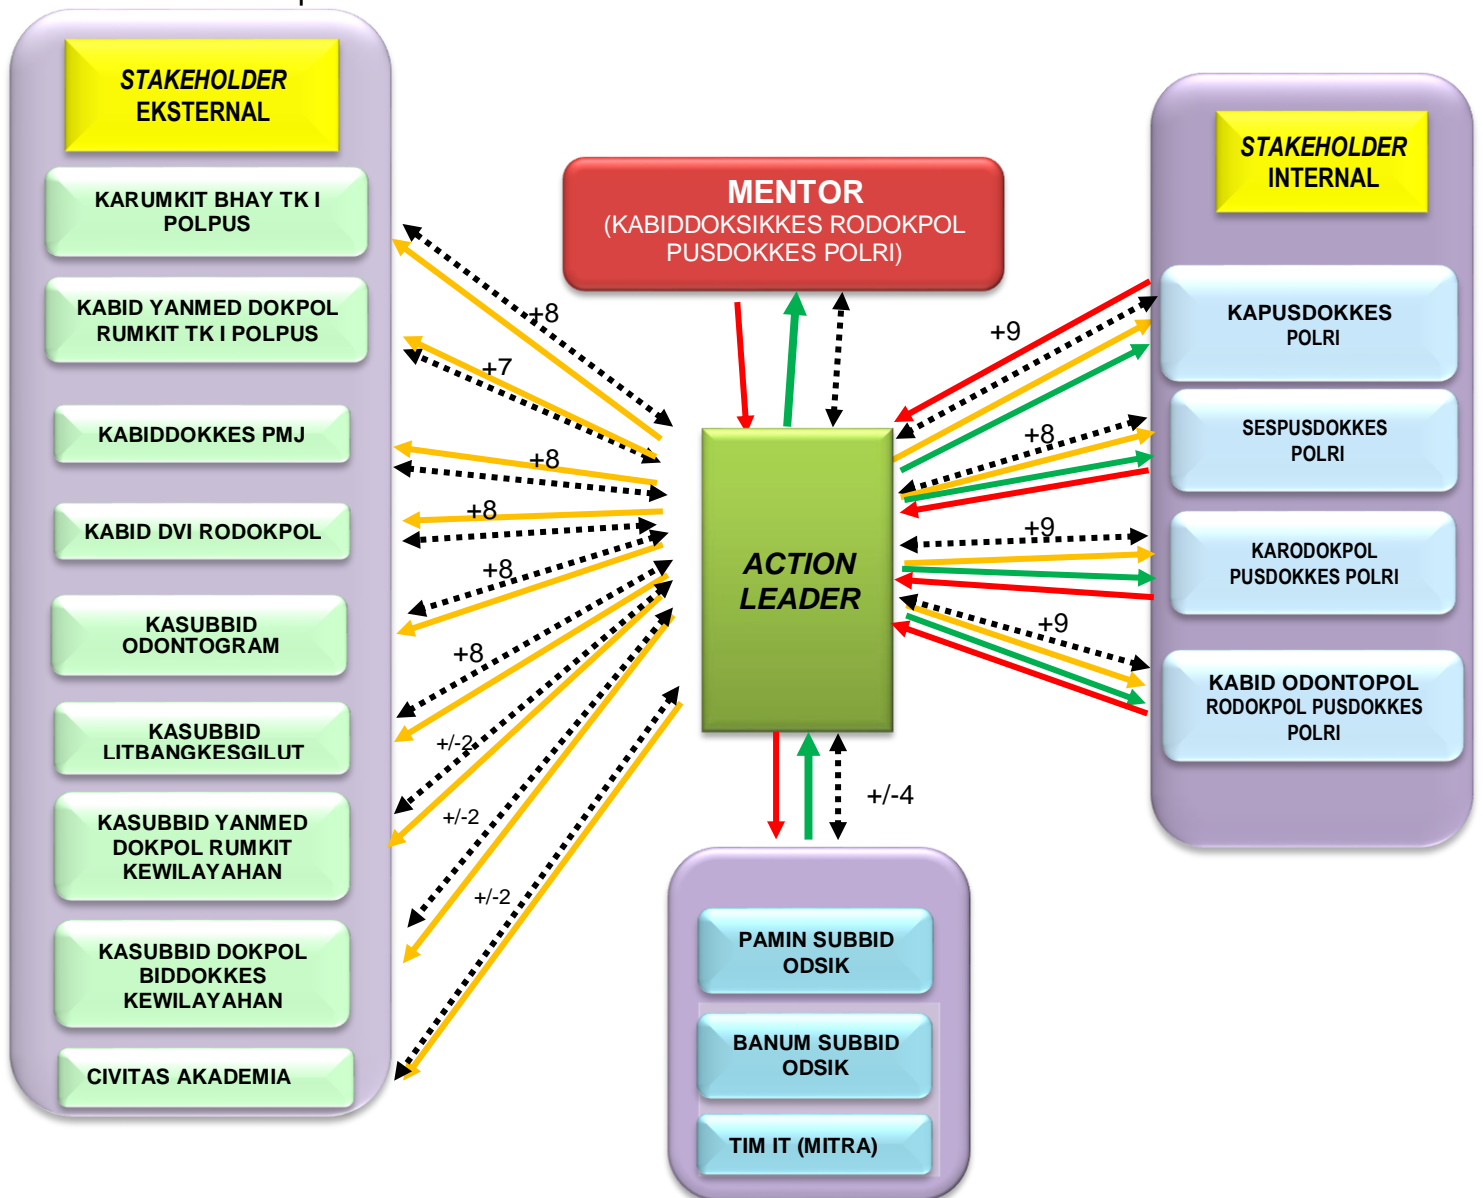 STAKEHOLDER
EKSTERNAL
KARUMKIT BHAY TK I
POLPUS
KABID YANMED DOKPOL
RUMKIT TK I POLPUS
KABIDDOKKES PMJ
KABID DVI RODOKPOL
KASUBBID
ODONTOGRAM
KASUBBID
LITBANGKESGILUT
KASUBBID YANMED
DOKPOL RUMKIT
KEWILAYAHAN
KASUBBID DOKPOL
BIDDOKKES
KEWILAYAHAN
CIVITAS AKADEMIA
+8
+7
+8
+8
+8
+8
+/-2
+/-2
+/-2
MENTOR
(KABIDDOKSIKKES RODOKPOL
PUSDOKKES POLRI)
ACTION
LEADER
+/-4
PAMIN SUBBID
ODSIK
BANUM SUBBID
ODSIK
TIM IT (MITRA)
+9
+8
+9
+9
STAKEHOLDER
INTERNAL
KAPUSDOKKES
POLRI
SESPUSDOKKES
POLRI
KARODOKPOL
PUSDOKKES POLRI
KABID ODONTOPOL
RODOKPOL PUSDOKKES
POLRI